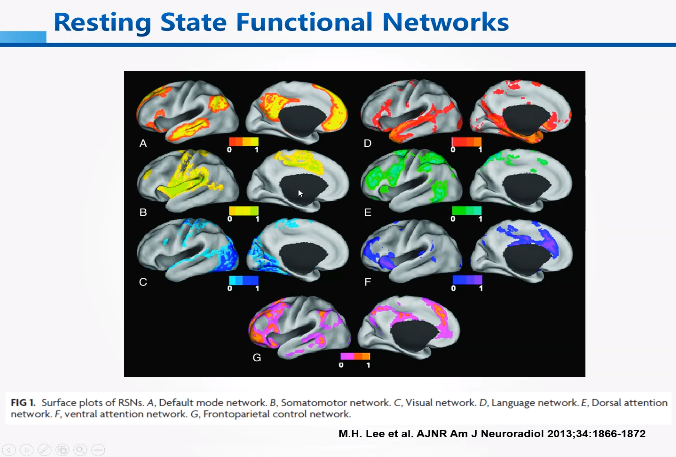 Resting State Functional Networks
A
0 1
D
0 1
B
0 1
E
0 1
C
0 1
F
0 1
G
0 1
FIG 1. Surface plots of RSNs. A, Default mode network. B, Somatomotor network. C, Visual network. D, Language network. E, Dorsal attention
network. F, ventral attention network. G, Frontoparietal control network.
M.H. Lee et al. AJNR Am J Neuroradiol 2013;34:1866-1872